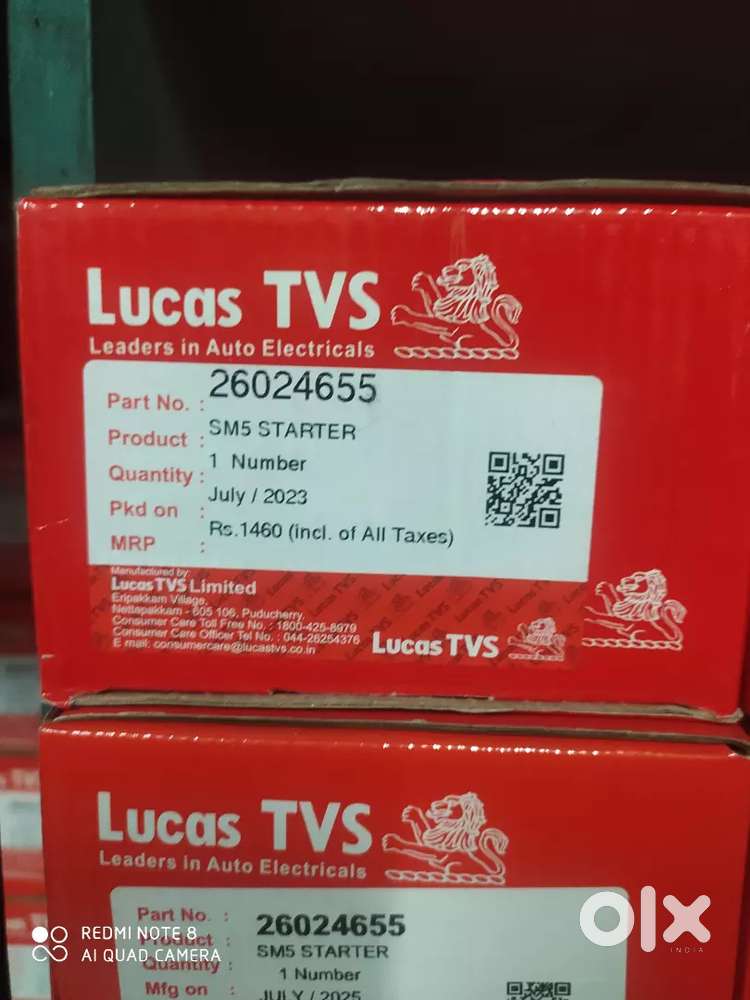 Lucas TVS
Leaders in Auto Electricals
Part No. : 26024655
Product : SM5 STARTER
Quantity : 1 Number
Pkd on : July / 2023
MRP : Rs.1460 (incl. of All Taxes)
Manufactured by:
Lucas TVS Limited
Eripakkam Village,
Nettapakkam - 605 106, Puducherry.
Consumer Care Toll Free No. : 1800-425-8979
Consumer Care Officer Tel No. : 044-26254376
E mail: consumercare@lucastvs.co.in
Lucas TVS
Lucas TVS
Leaders in Auto Electricals
Part No. : 26024655
Product : SM5 STARTER
Quantity : 1 Number
Mfg on : JULY / 2025
REDMI NOTE 8
AI QUAD CAMERA
olx
INDIA